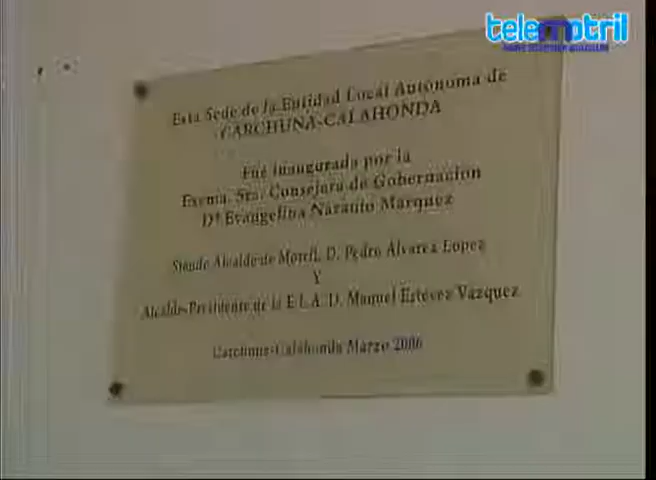 telemotril
Esta Sede de la Entidad Local Autónoma de
CARCHUNA-CALAHONDA
Fué inaugurada por la
Excma. Sra. Consejera de Gobernación
Dª Evangelina Naranjo Márquez
Siendo Alcalde de Motril, D. Pedro Álvarez López
Y
Alcalde-Presidente de la E.L.A. D. Manuel Estévez Vázquez
Carchuna-Calahonda Marzo 2006